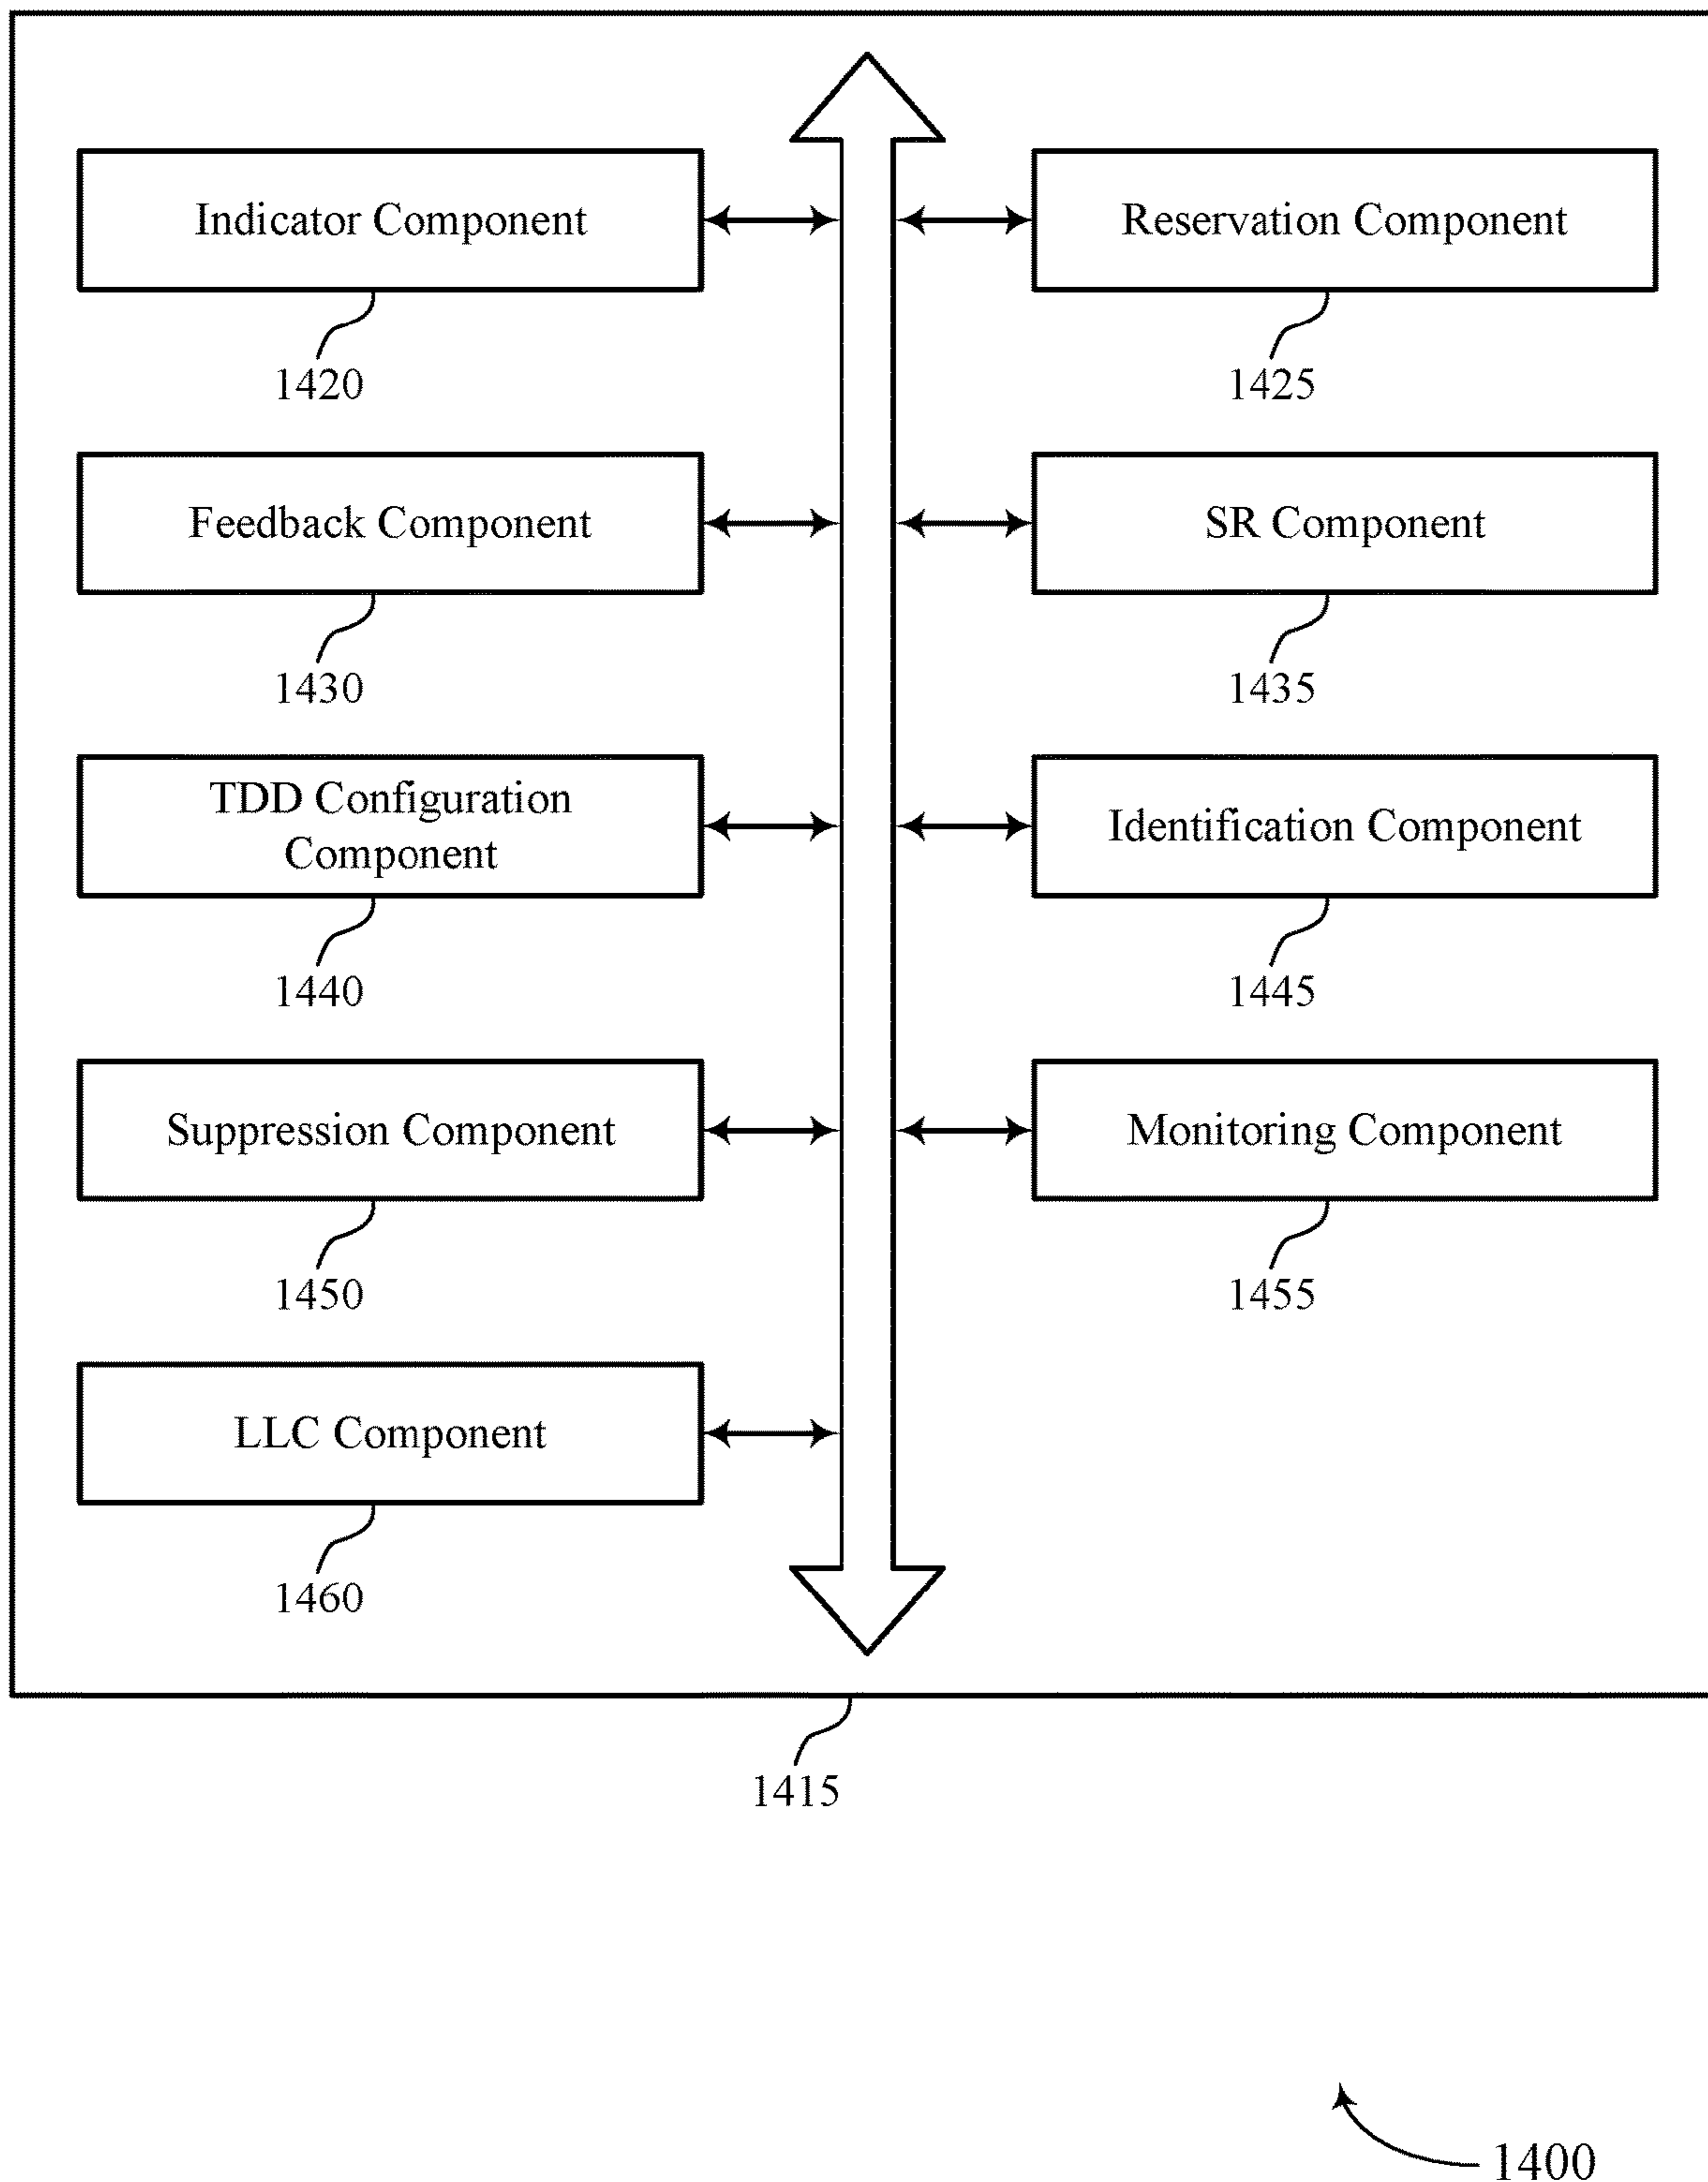 Indicator Component
Reservation Component
1420
1425
Feedback Component
SR Component
1430
1435
TDD Configuration
Component
Identification Component
1440
1445
Suppression Component
Monitoring Component
1450
1455
LLC Component
1460
1415
1400